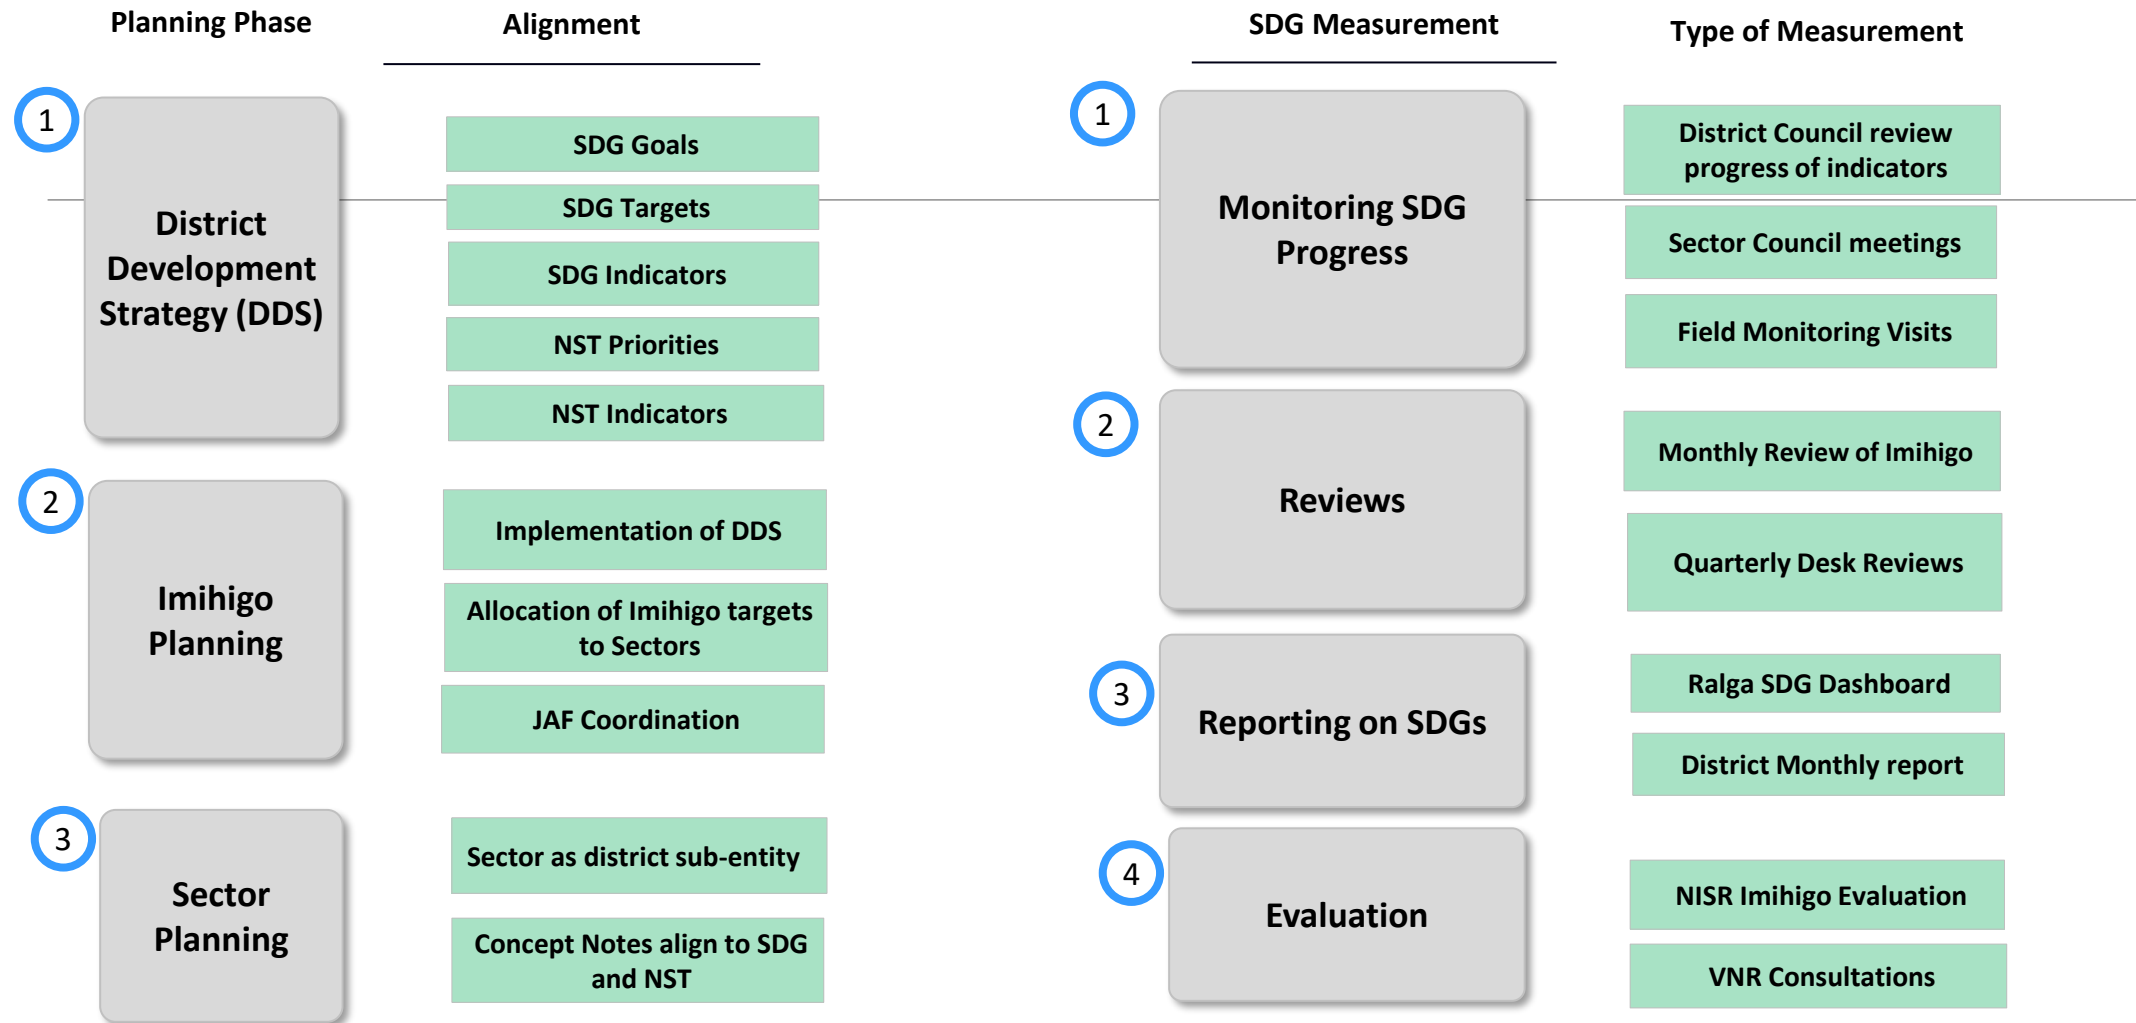 Planning Phase
Alignment
1
District
Development
Strategy (DDS)
SDG Goals
SDG Targets
SDG Indicators
NST Priorities
NST Indicators
2
Imihigo
Planning
Implementation of DDS
Allocation of Imihigo targets
to Sectors
JAF Coordination
3
Sector
Planning
Sector as district sub-entity
Concept Notes align to SDG
and NST
SDG Measurement
Type of Measurement
1
Monitoring SDG
Progress
District Council review
progress of indicators
Sector Council meetings
Field Monitoring Visits
2
Reviews
Monthly Review of Imihigo
Quarterly Desk Reviews
3
Reporting on SDGs
Ralga SDG Dashboard
District Monthly report
4
Evaluation
NISR Imihigo Evaluation
VNR Consultations